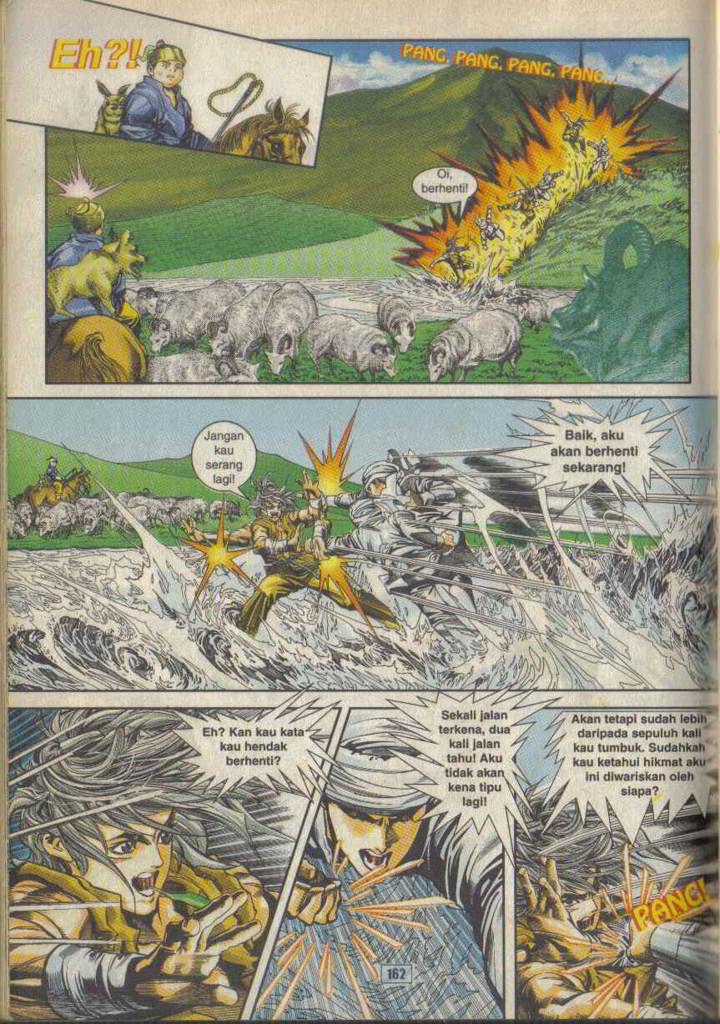 Eh?!
PANG, PANG, PANG, PANG...
Oi,
berhenti!
Jangan
kau
serang
lagi!
Baik, aku
akan berhenti
sekarang!
Eh? Kan kau kata
kau hendak
berhenti?
Sekali jalan
terkena, dua
kali jalan
tahu! Aku
tidak akan
kena tipu
lagi!
Akan tetapi sudah lebih
daripada sepuluh kali
kau tumbuk. Sudahkah
kau ketahui hikmat aku
ini diwariskan oleh
siapa?
PANG!
162